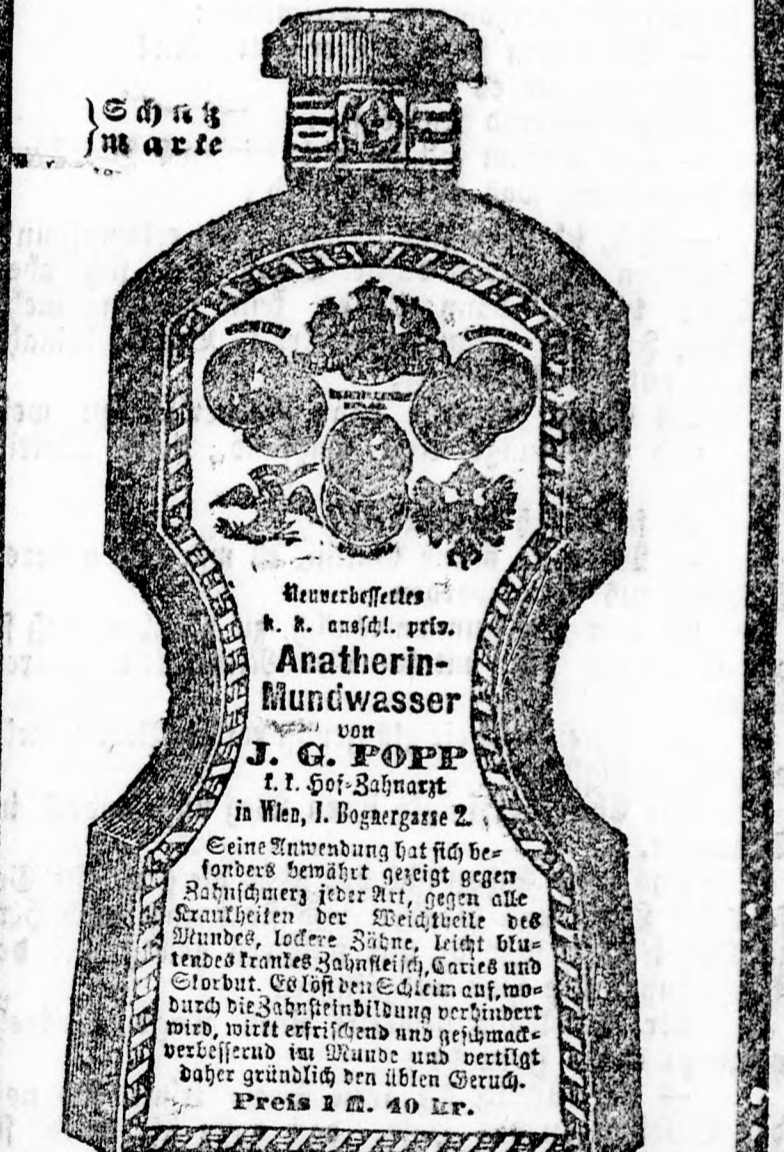 Schutz
marke
Neuverbessertes
k. k. ausschl. priv.
Anatherin-
Mundwasser
von
J. G. POPP
k. k. Hof-Zahnarzt
in Wien, I. Bognergasse 2.
Seine Anwendung hat sich be-
sonders bewährt gezeigt gegen
Zahnschmerz jeder Art, gegen alle
Krankheiten der Weichtheile des
Mundes, lockere Zähne, leicht blu-
tendes krankes Zahnfleisch, Caries und
Skorbut. Es löst den Schleim auf, wo-
durch die Zahnsteinbildung verhindert
wird, wirkt erfrischend und geschmack-
verbessernd im Munde und vertilgt
daher gründlich den üblen Geruch.
Preis 1 fl. 40 kr.